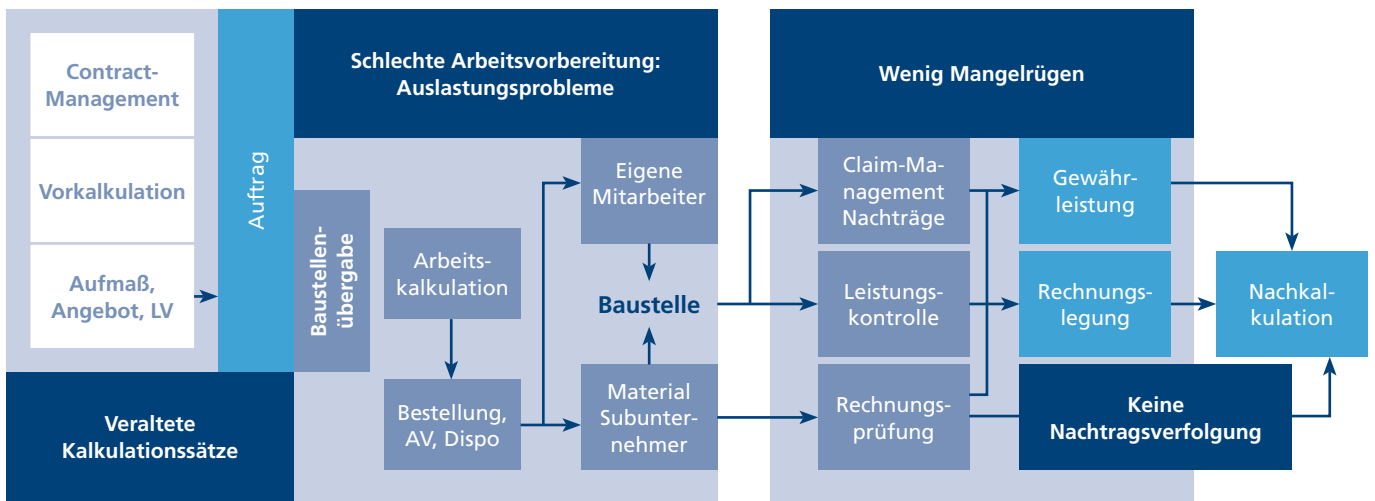 Contract-
Management
Vorkalkulation
Aufmaß,
Angebot, LV
Veraltete
Kalkulationssätze
Auftrag
Schlechte Arbeitsvorbereitung:
Auslastungsprobleme
Baustellen-
übergabe
Arbeits-
kalkulation
Bestellung,
AV, Dispo
Eigene
Mitarbeiter
Baustelle
Material
Subunter-
nehmer
Wenig Mangelrügen
Claim-Ma-
nagement
Nachträge
Leistungs-
kontrolle
Rechnungs-
prüfung
Gewähr-
leistung
Rechnungs-
legung
Keine
Nachtragsverfolgung
Nachkal-
kulation